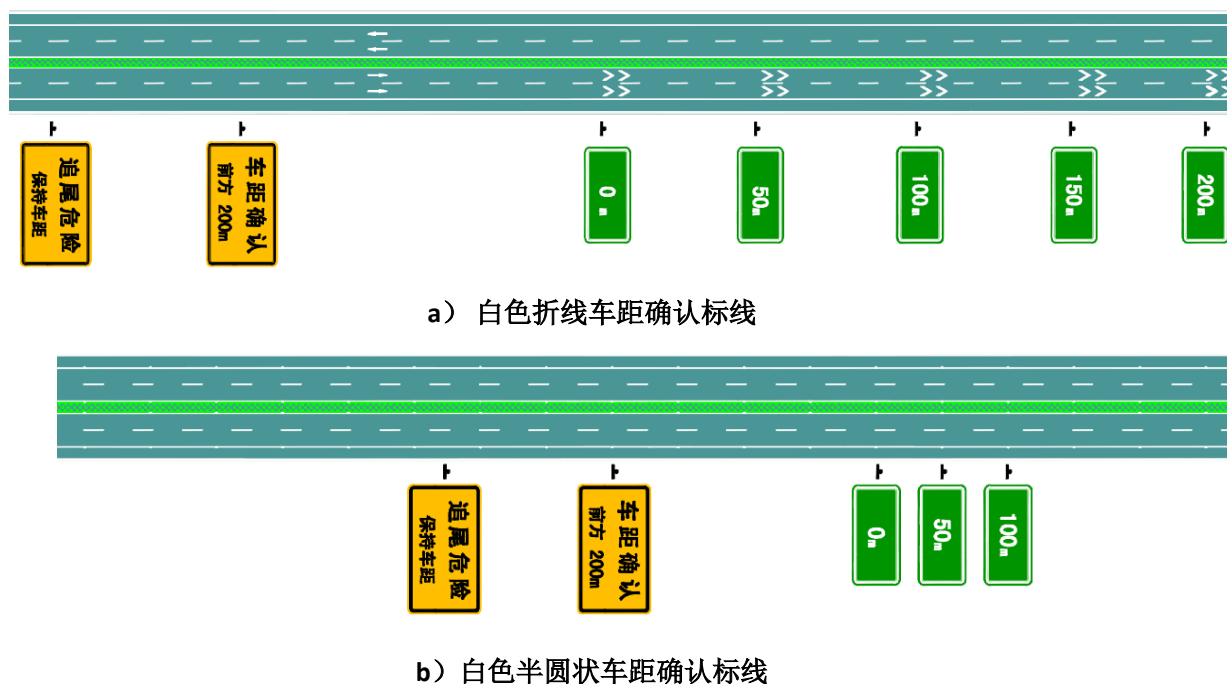 追尾危险
保持车距
车距确认
前方 200m
0 m
50m
100m
150m
200m
a） 白色折线车距确认标线
追尾危险
保持车距
车距确认
前方 200m
0m
50m
100m
b）白色半圆状车距确认标线